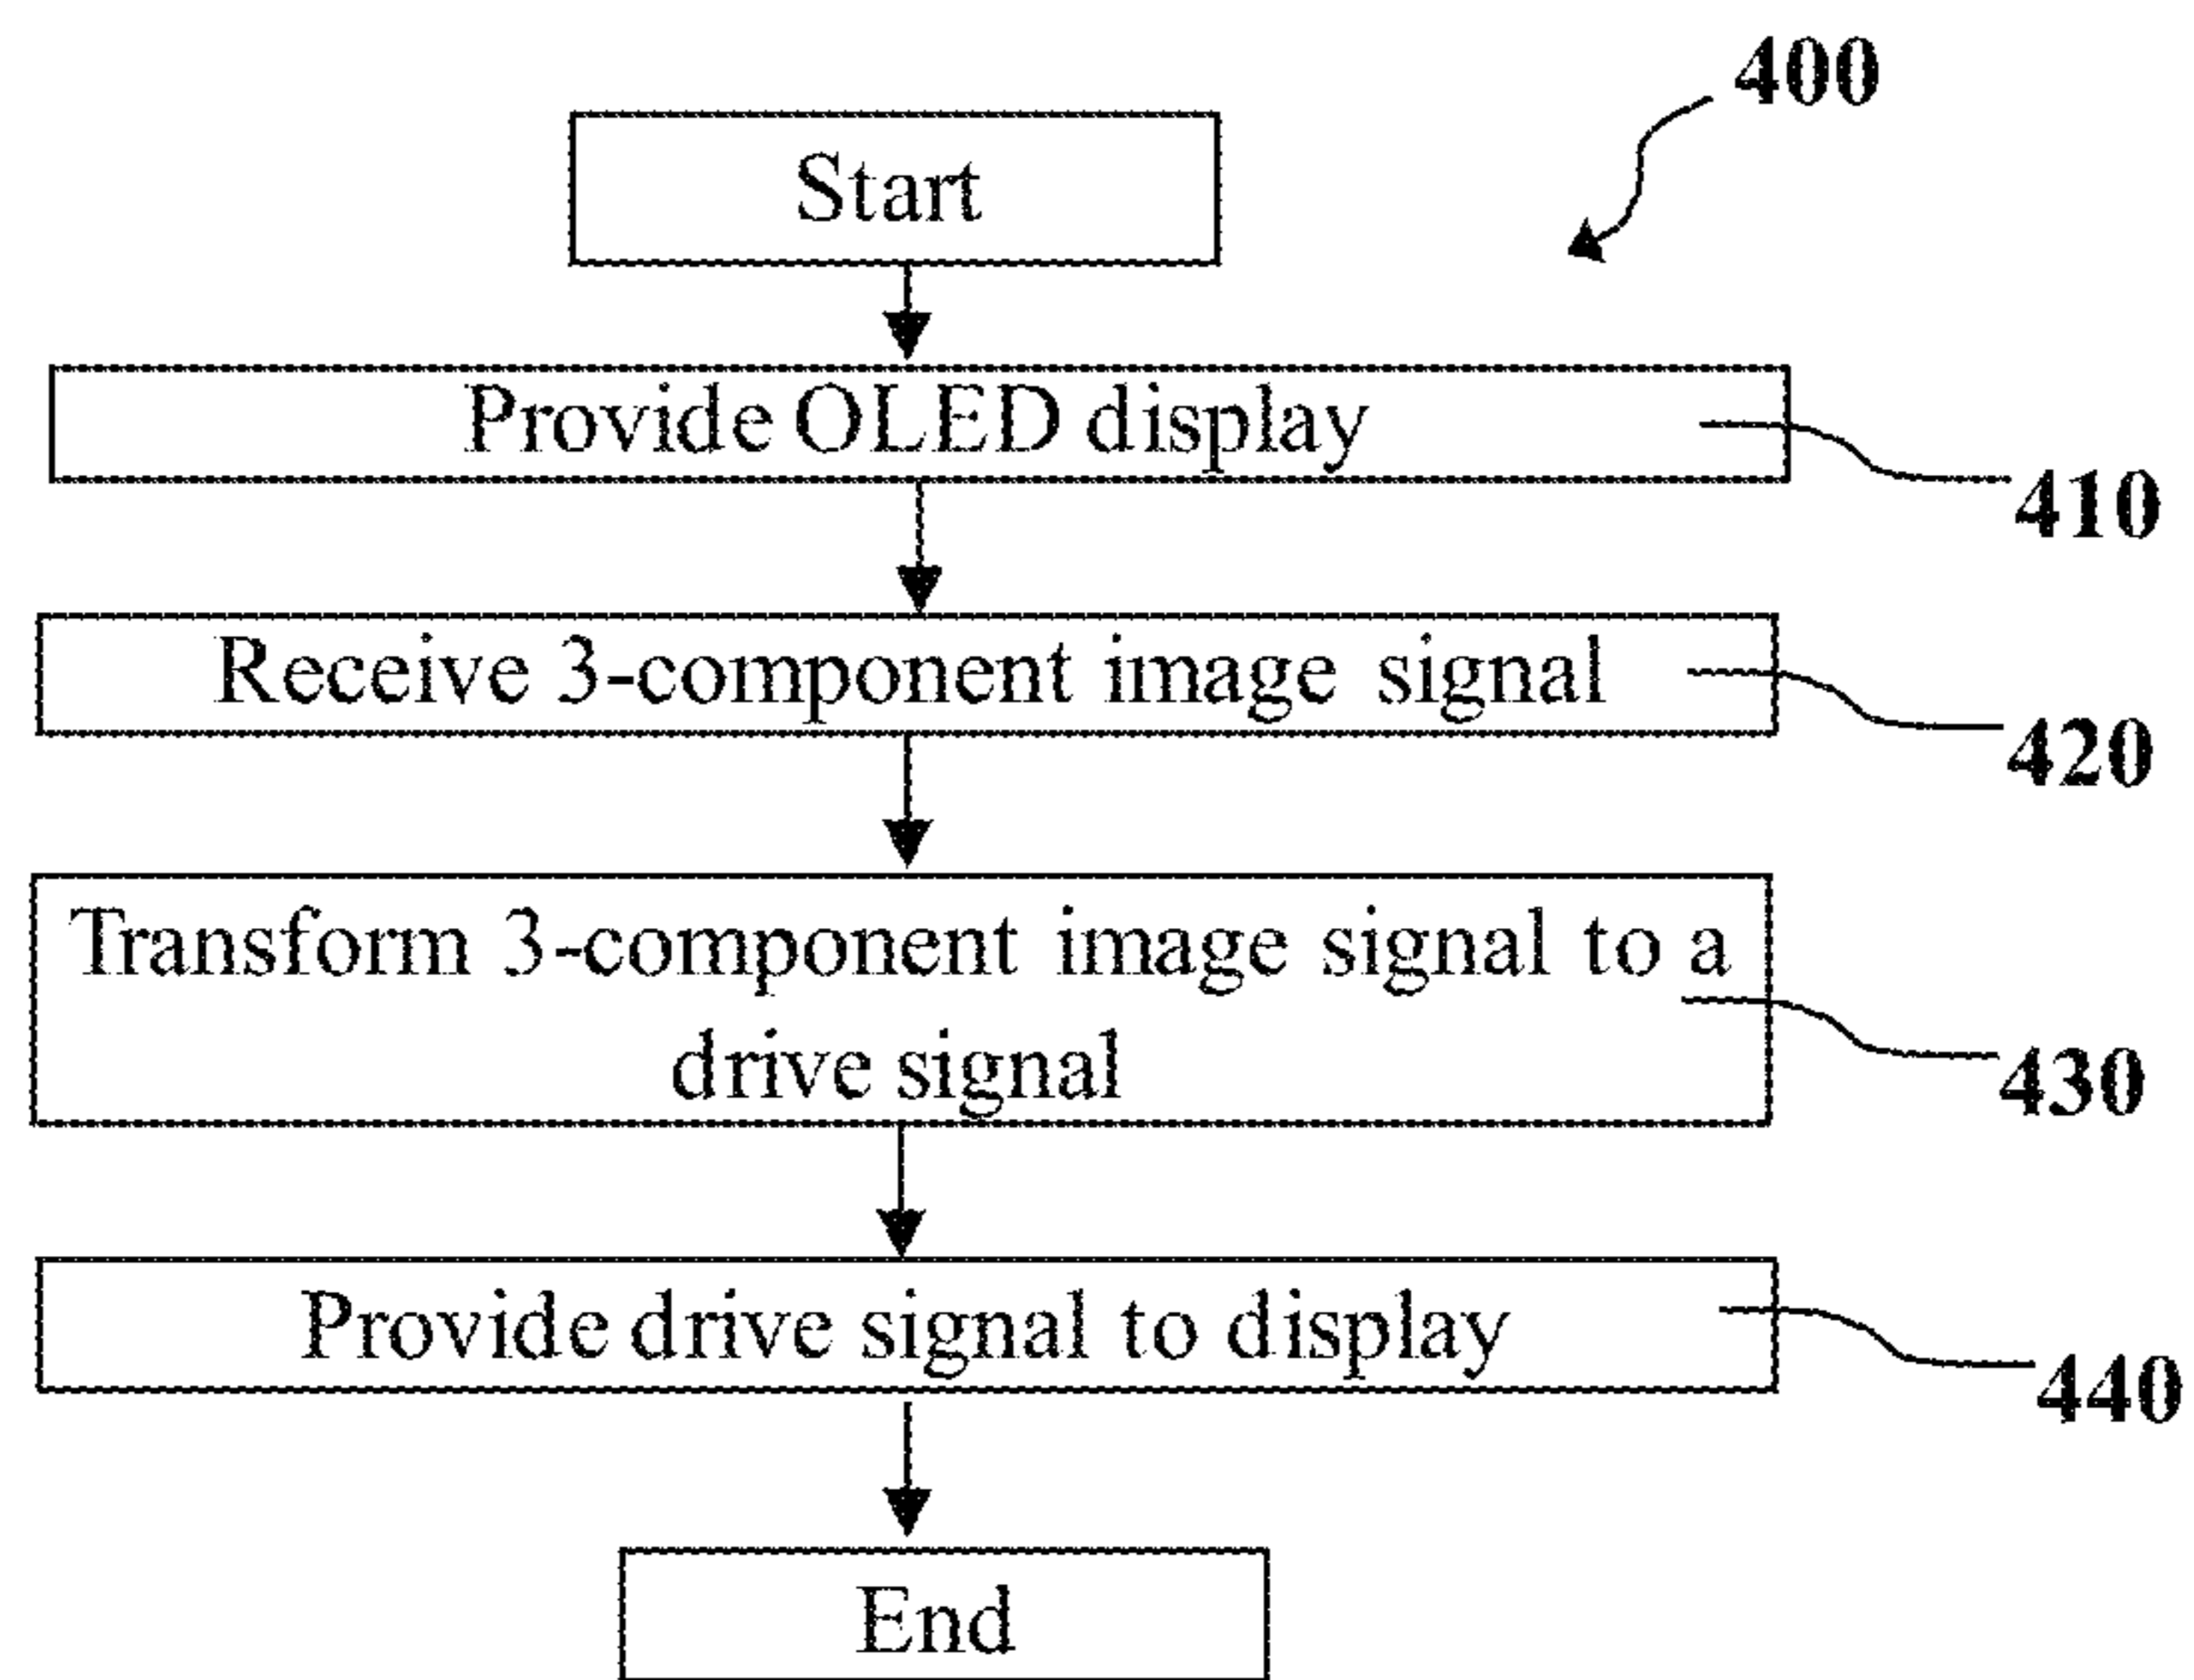 400
Start
Provide OLED display
410
Receive 3-component image signal
420
Transform 3-component image signal to a
drive signal
430
Provide drive signal to display
440
End